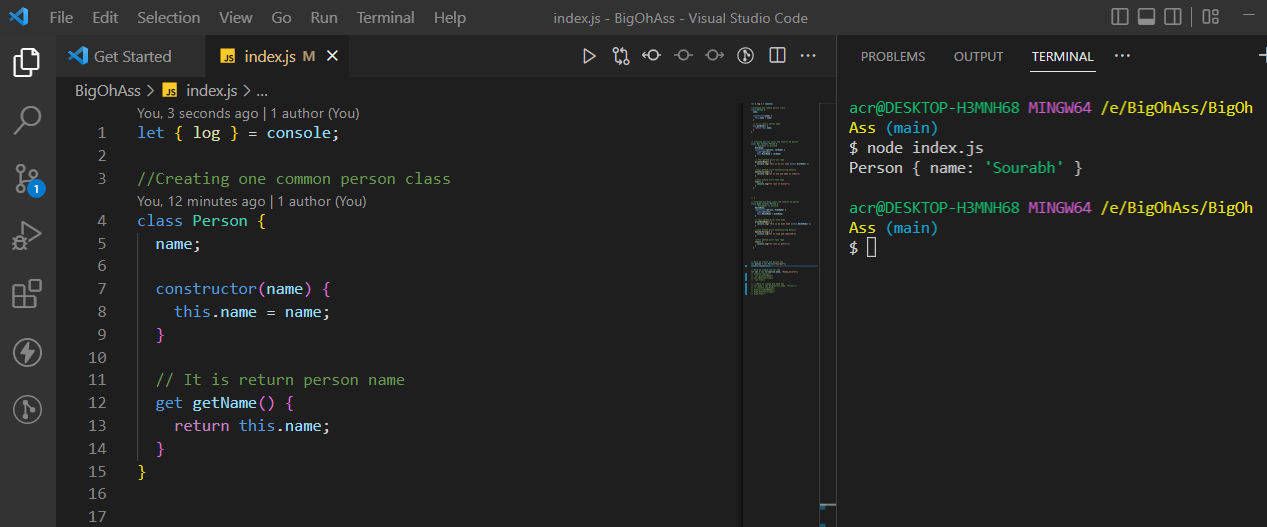 File Edit Selection View Go Run Terminal Help index.js - BigOhAss - Visual Studio Code
Get Started JS index.js M
BigOhAss > JS index.js > ...
You, 3 seconds ago | 1 author (You)
1 let { log } = console;
2
3 //Creating one common person class
You, 12 minutes ago | 1 author (You)
4 class Person {
5 name;
6
7 constructor(name) {
8 this.name = name;
9 }
10
11 // It is return person name
12 get getName() {
13 return this.name;
14 }
15 }
16
17
1
PROBLEMS OUTPUT TERMINAL ...
acr@DESKTOP-H3MNH68 MINGW64 /e/BigOhAss/BigOh
Ass (main)
$ node index.js
Person { name: 'Sourabh' }
acr@DESKTOP-H3MNH68 MINGW64 /e/BigOhAss/BigOh
Ass (main)
$